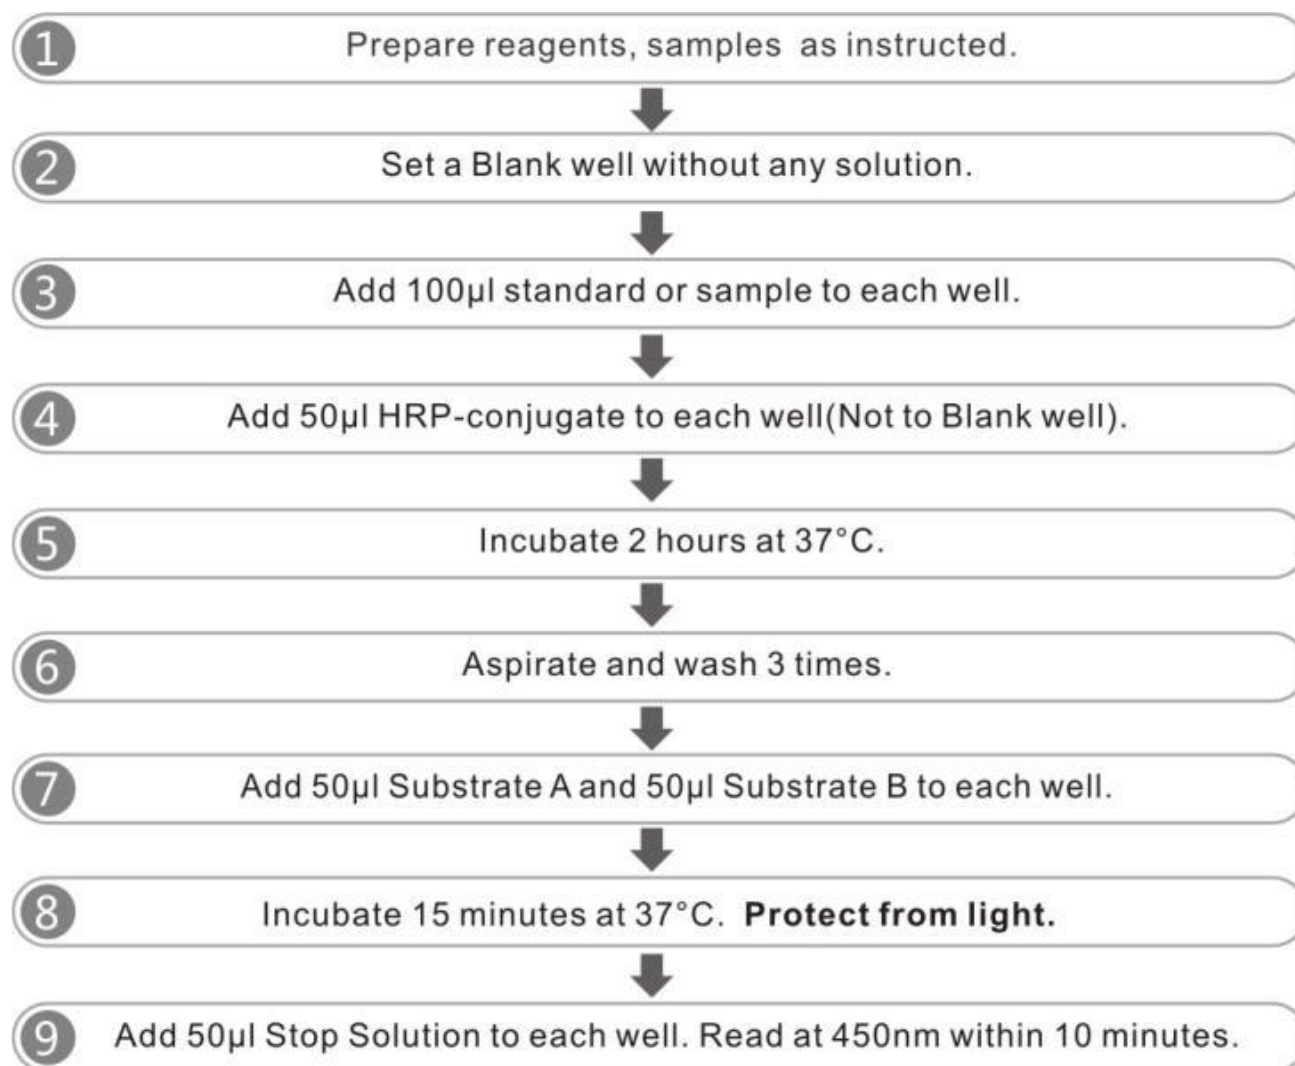 1 Prepare reagents, samples as instructed.
2 Set a Blank well without any solution.
3 Add 100µl standard or sample to each well.
4 Add 50µl HRP-conjugate to each well(Not to Blank well).
5 Incubate 2 hours at 37°C.
6 Aspirate and wash 3 times.
7 Add 50µl Substrate A and 50µl Substrate B to each well.
8 Incubate 15 minutes at 37°C. Protect from light.
9 Add 50µl Stop Solution to each well. Read at 450nm within 10 minutes.